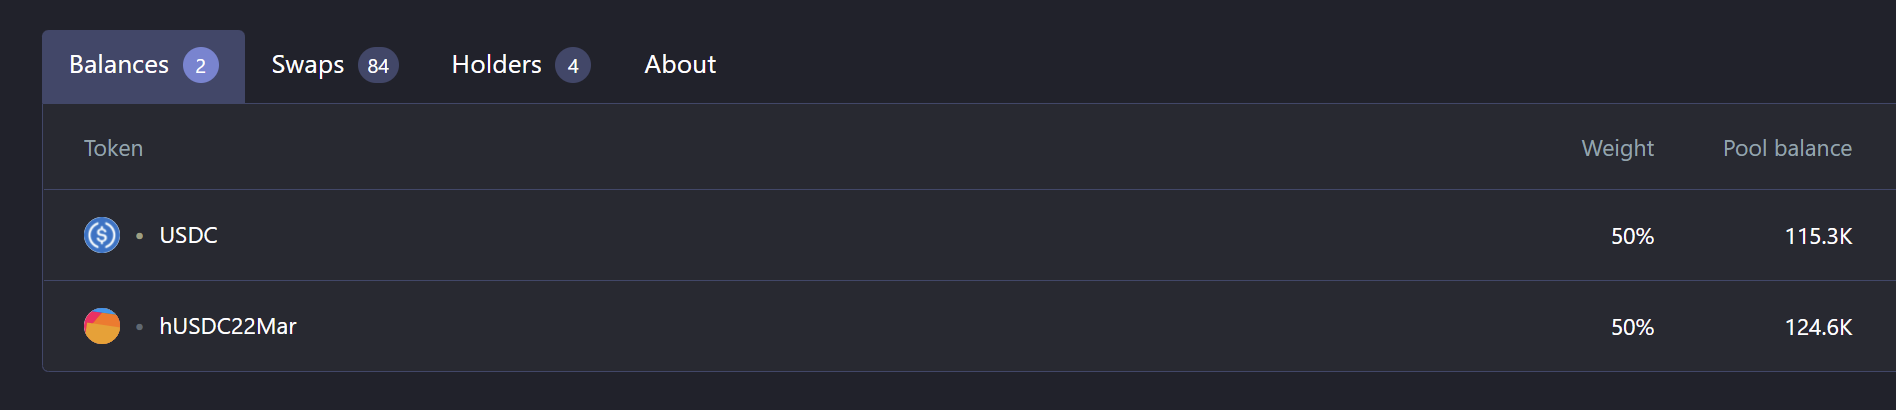 Balances 2 Swaps 84 Holders 4 About
Token Weight Pool balance
USDC 50% 115.3K
hUSDC22Mar 50% 124.6K